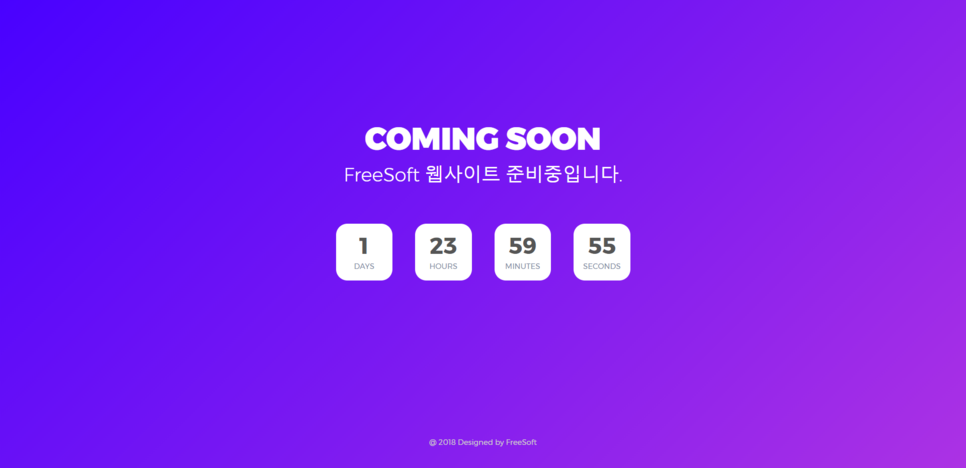 COMING SOON
FreeSoft 웹사이트 준비중입니다.
1 23 59 55
DAYS HOURS MINUTES SECONDS
@ 2018 Designed by FreeSoft